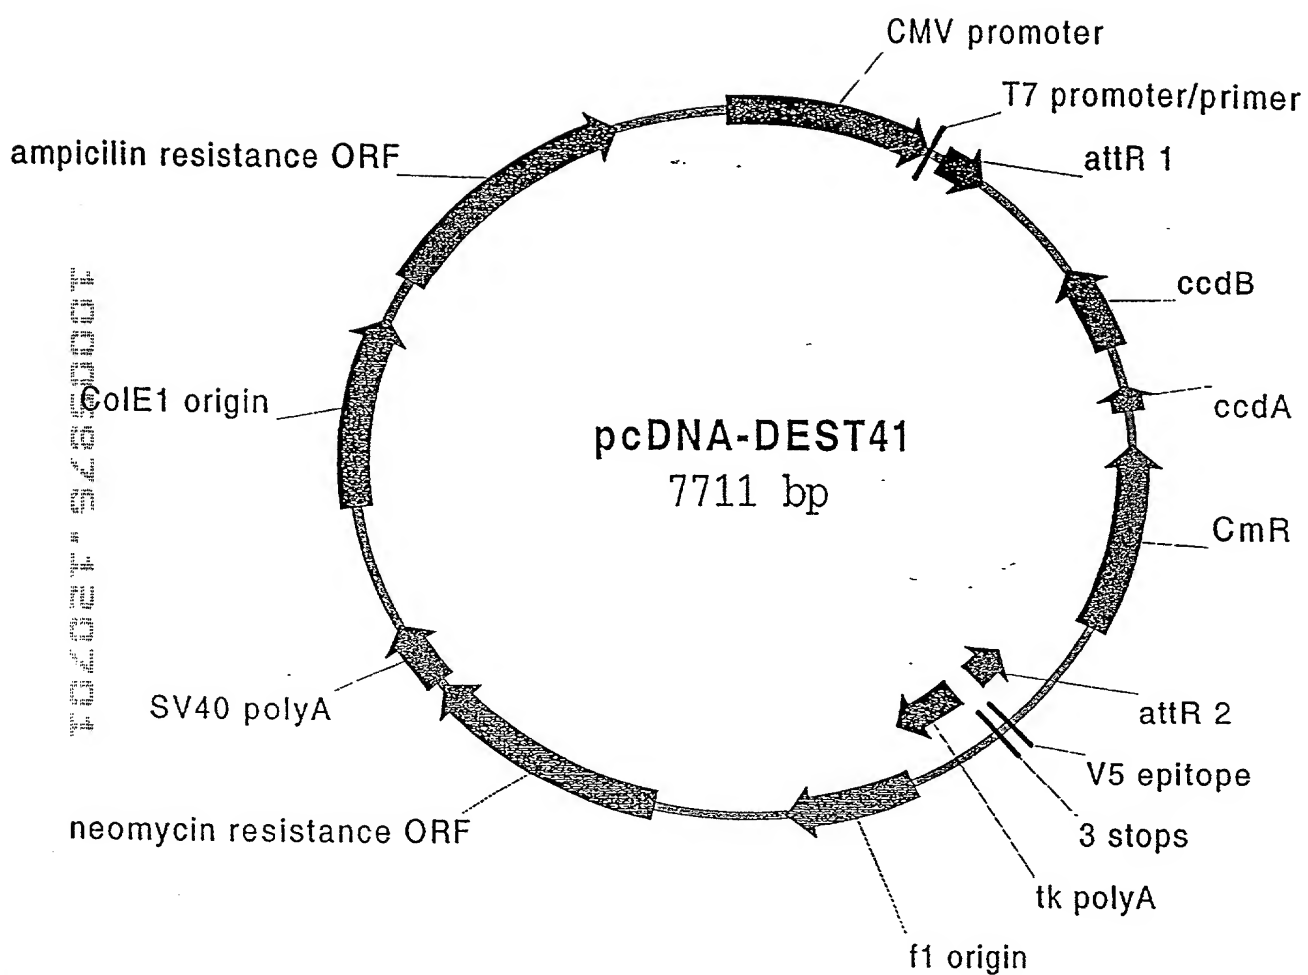 CMV promoter
T7 promoter/primer
attR 1
ampicilin resistance ORF
ccdB
ColE1 origin
ccdA
pcDNA-DEST41
7711 bp
CmR
SV40 polyA
attR 2
V5 epitope
neomycin resistance ORF
3 stops
tk polyA
f1 origin